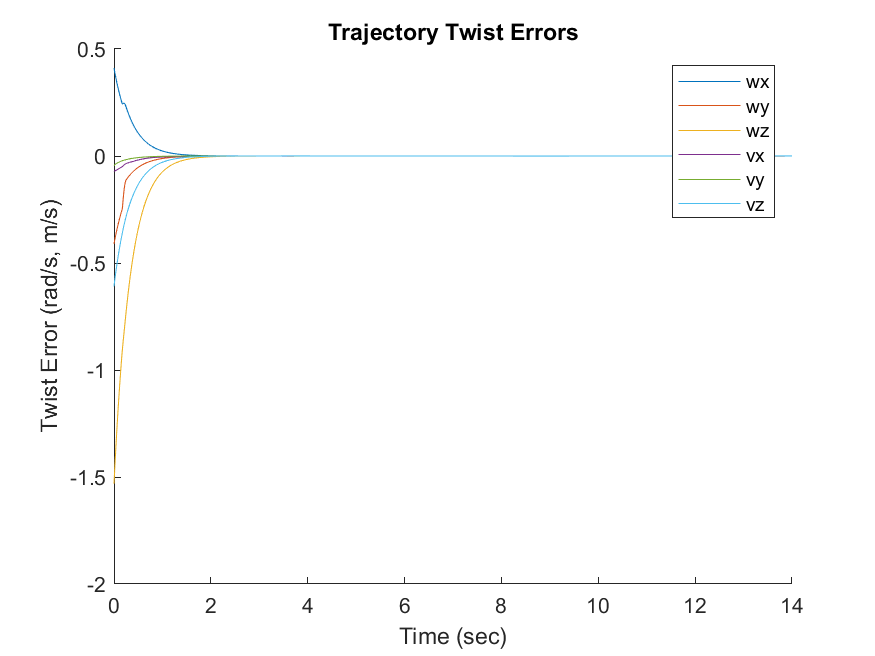 Trajectory Twist Errors
0.5
0
-0.5
-1
-1.5
-2
Twist Error (rad/s, m/s)
wx
wy
wz
vx
vy
vz
0 2 4 6 8 10 12 14
Time (sec)